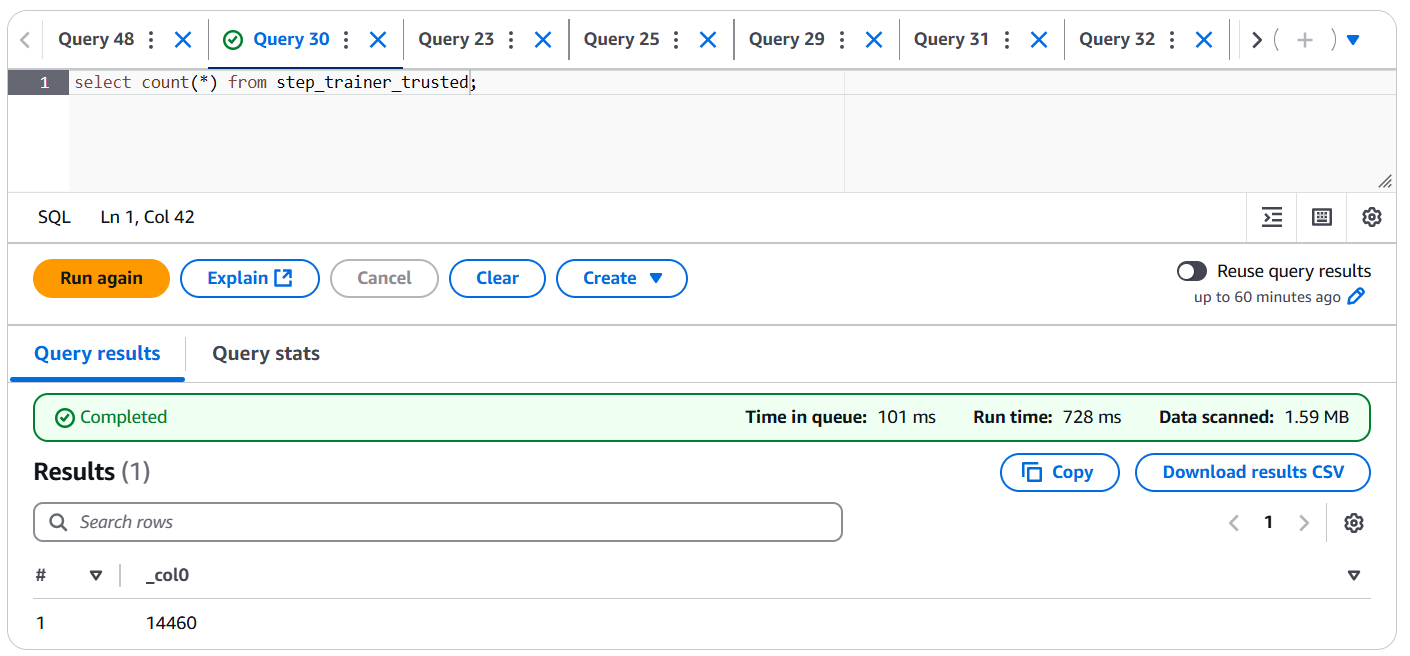 Query 48 Query 30 Query 23 Query 25 Query 29 Query 31 Query 32
1 select count(*) from step_trainer_trusted;
SQL Ln 1, Col 42
Run again Explain Cancel Clear Create Reuse query results
up to 60 minutes ago
Query results Query stats
Completed Time in queue: 101 ms Run time: 728 ms Data scanned: 1.59 MB
Results (1) Copy Download results CSV
Search rows 1
# _col0
1 14460